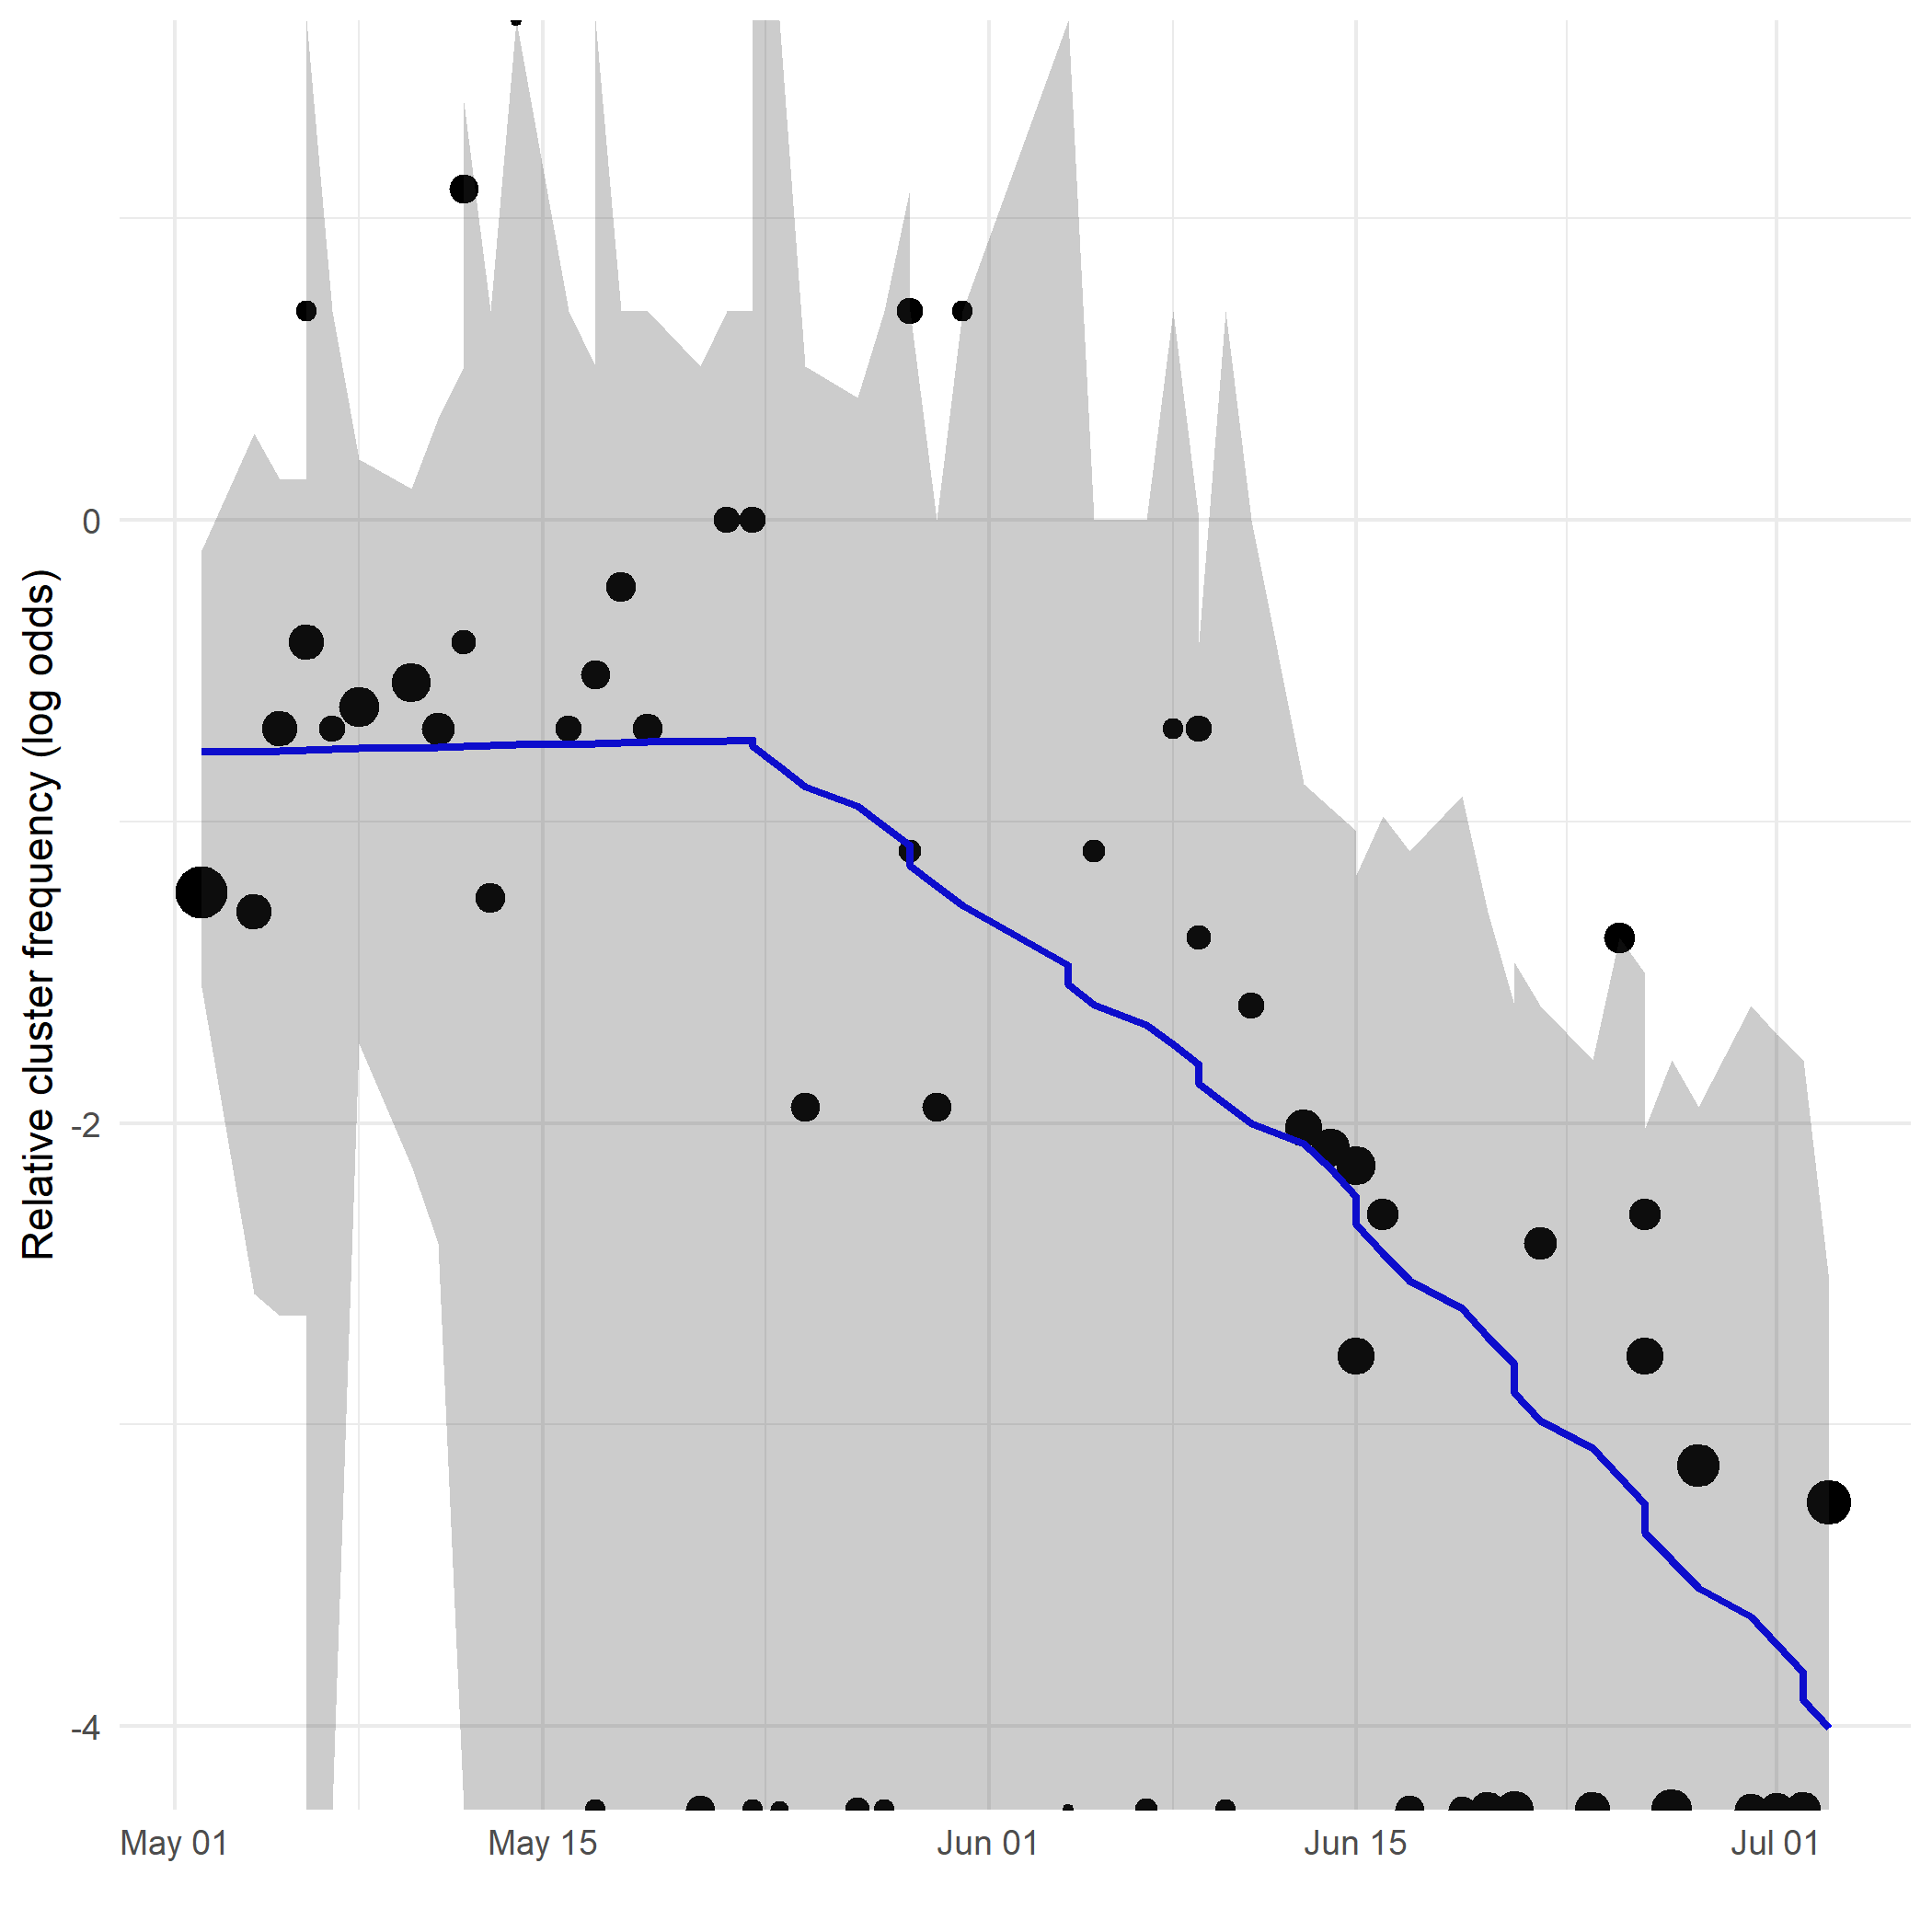 Relative cluster frequency (log odds)
0
-2
-4
May 01
May 15
Jun 01
Jun 15
Jul 01